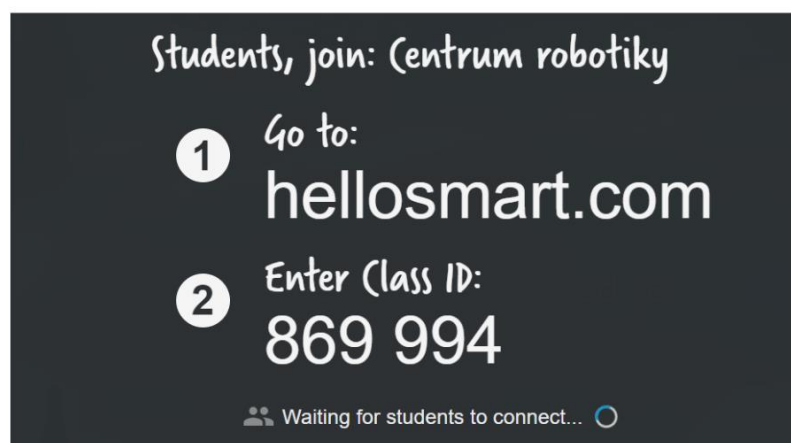 Students, join: Centrum robotiky
1
Go to:
hellosmart.com
2
Enter Class ID:
869 994
Waiting for students to connect...